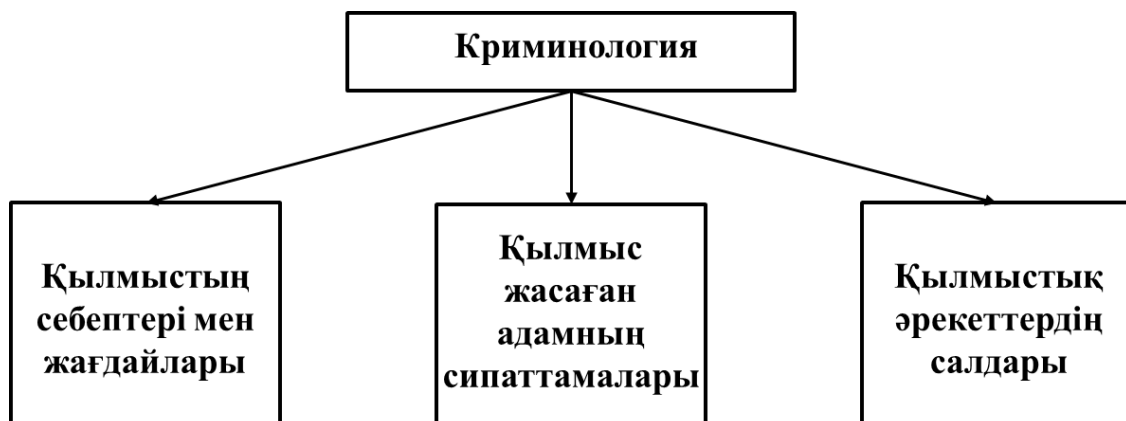 Криминология
Қылмыстың
себептері мен
жағдайлары
Қылмыс
жасаған
адамның
сипаттамалары
Қылмыстық
әрекеттердің
салдары